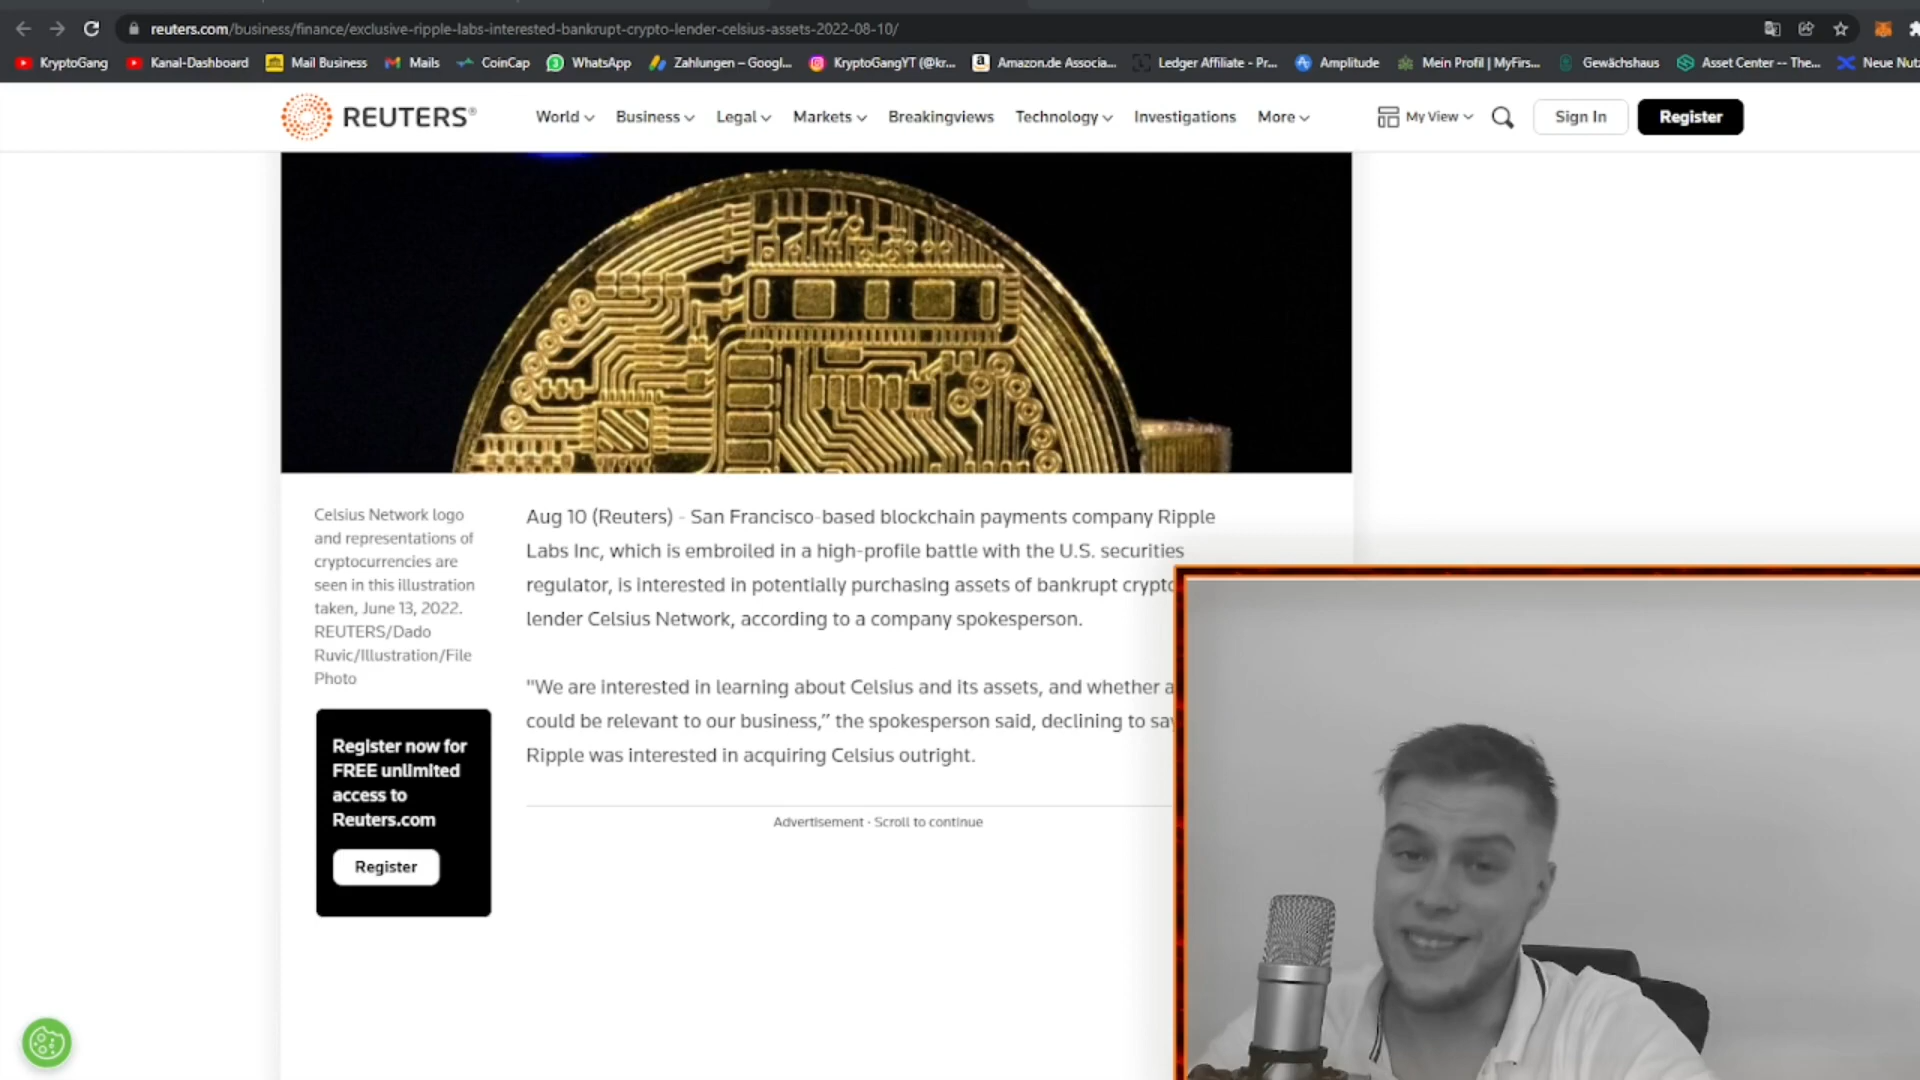 reuters.com/business/finance/exclusive-ripple-labs-interested-bankrupt-crypto-lender-celsius-assets-2022-08-10/
KryptoGang Kanal-Dashboard Mail Business Mails CoinCap WhatsApp Zahlungen – Googl... KryptoGangYT (@kr... Amazon.de Associa... Ledger Affiliate - Pr... Amplitude Mein Profil | MyFirs... Gewächshaus Asset Center -- The... Neue Nut
REUTERS® World Business Legal Markets Breakingviews Technology Investigations More My View Sign In Register
Celsius Network logo
and representations of
cryptocurrencies are
seen in this illustration
taken, June 13, 2022.
REUTERS/Dado
Ruvic/Illustration/File
Photo
Register now for
FREE unlimited
access to
Reuters.com
Register
Aug 10 (Reuters) - San Francisco-based blockchain payments company Ripple
Labs Inc, which is embroiled in a high-profile battle with the U.S. securities
regulator, is interested in potentially purchasing assets of bankrupt crypto
lender Celsius Network, according to a company spokesperson.
"We are interested in learning about Celsius and its assets, and whether a
could be relevant to our business,” the spokesperson said, declining to say
Ripple was interested in acquiring Celsius outright.
Advertisement · Scroll to continue